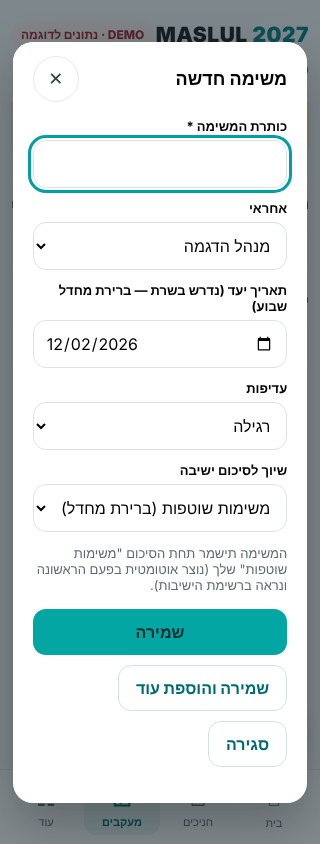 MASLUL 2027
DEMO · נתונים לדוגמה
משימה חדשה
כותרת המשימה *
אחראי
מנהל הדגמה
תאריך יעד (נדרש בשרת — ברירת מחדל
שבוע)
12/02/2026
עדיפות
רגילה
שיוך לסיכום ישיבה
משימות שוטפות (ברירת מחדל)
המשימה תישמר תחת הסיכום "משימות
שוטפות" שלך (נוצר אוטומטית בפעם הראשונה
ונראה ברשימת הישיבות).
שמירה
שמירה והוספת עוד
סגירה
בית
חניכים
מעקבים
עוד